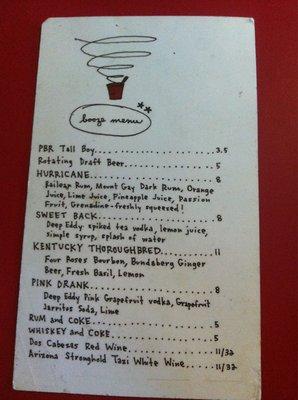 booze menu
PBR Tall Boy 3.5
Rotating Draft Beer 5
HURRICANE 8
Railean Rum, Mount Gay Dark Rum, Orange
Juice, Lime Juice, Pineapple Juice, Passion
Fruit, Grenadine - freshly squeezed!
SWEET BACK 8
Deep Eddy spiked tea vodka, lemon juice,
simple syrup, splash of water
KENTUCKY THOROUGHBRED 11
Four Roses Bourbon, Bundaberg Ginger
Beer, Fresh Basil, Lemon
PINK DRANK 8
Deep Eddy Pink Grapefruit vodka, Grapefruit
Jarritos Soda, Lime
RUM and COKE 5
WHISKEY and COKE 5
Dos Cabezas Red Wine 11/32
Arizona Stronghold Tazi White Wine 11/32